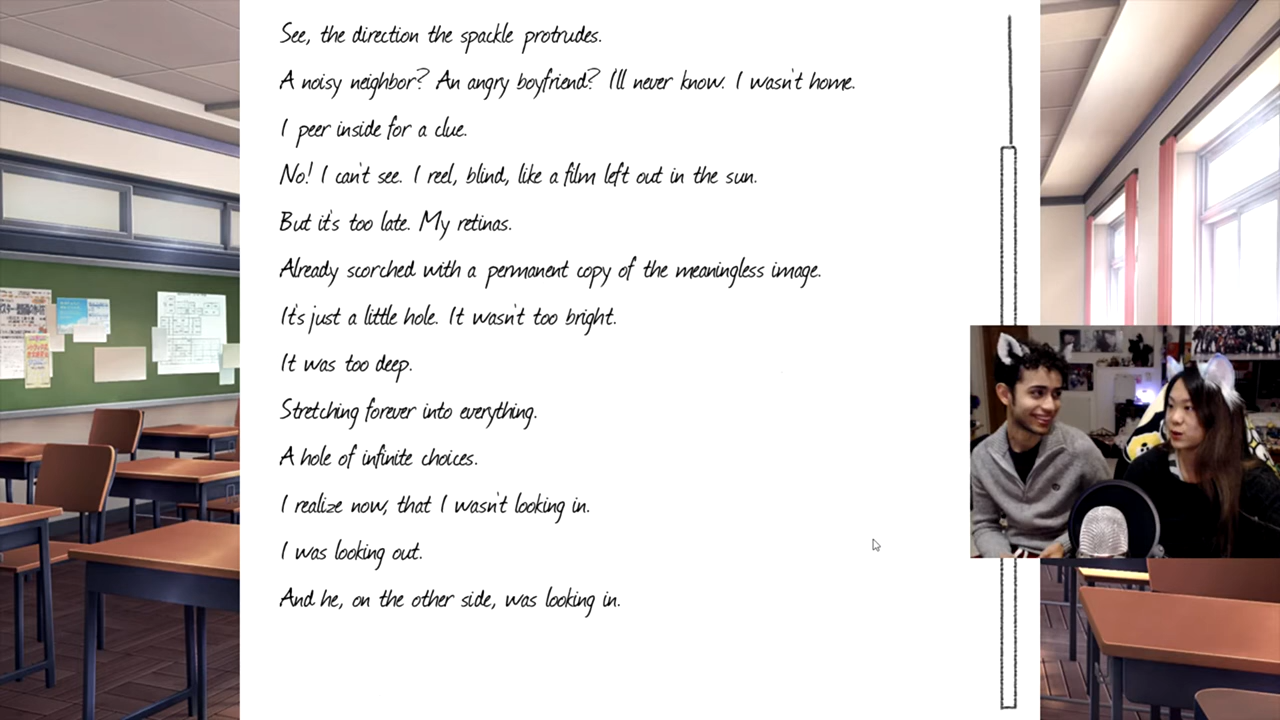 See, the direction the spackle protrudes.
A noisy neighbor? An angry boyfriend? I'll never know. I wasn't home.
I peer inside for a clue.
No! I can't see. I reel, blind, like a film left out in the sun.
But it's too late. My retinas.
Already scorched with a permanent copy of the meaningless image.
It's just a little hole. It wasn't too bright.
It was too deep.
Stretching forever into everything.
A hole of infinite choices.
I realize now, that I wasn't looking in.
I was looking out.
And he, on the other side, was looking in.